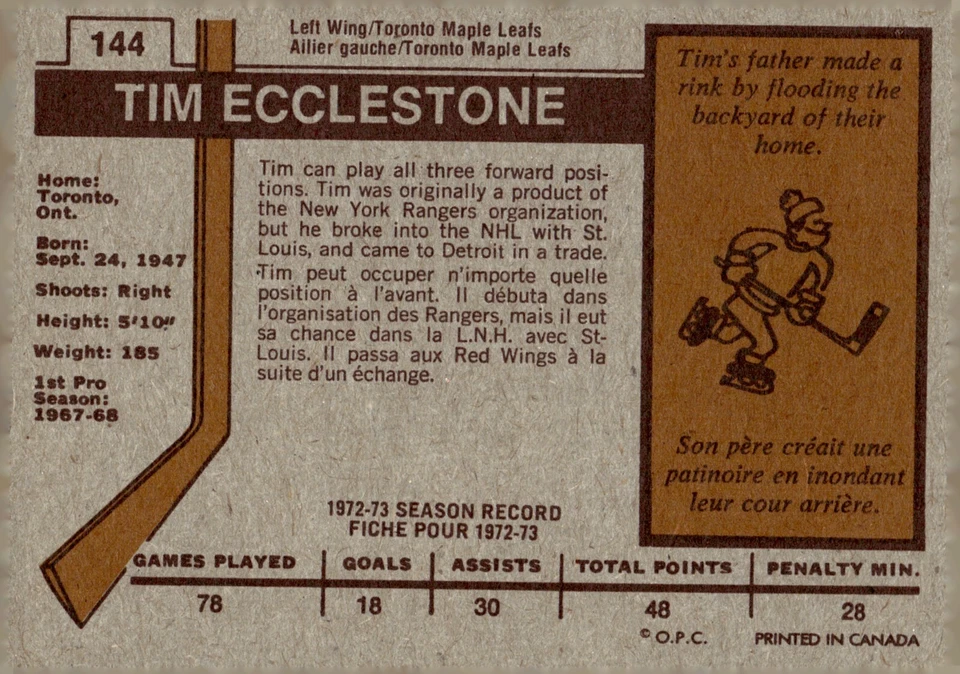 144
Left Wing/Toronto Maple Leafs
Ailier gauche/Toronto Maple Leafs
TIM ECCLESTONE
Home:
Toronto,
Ont.
Born:
Sept. 24, 1947
Shoots: Right
Height: 5'10"
Weight: 185
1st Pro
Season:
1967-68
Tim can play all three forward posi-
tions. Tim was originally a product of
the New York Rangers organization,
but he broke into the NHL with St.
Louis, and came to Detroit in a trade.
Tim peut occuper n'importe quelle
position à l'avant. Il débuta dans
l'organisation des Rangers, mais il eut
sa chance dans la L.N.H. avec St-
Louis. Il passa aux Red Wings à la
suite d'un échange.
Tim's father made a
rink by flooding the
backyard of their
home.
Son père créait une
patinoire en inondant
leur cour arrière.
1972-73 SEASON RECORD
FICHE POUR 1972-73
GAMES PLAYED GOALS ASSISTS TOTAL POINTS PENALTY MIN.
78 18 30 48 28
© O.P.C. PRINTED IN CANADA